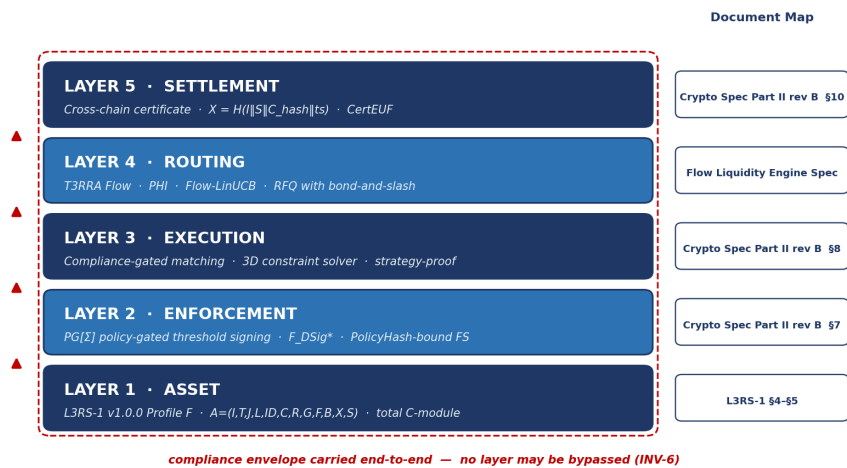 Document Map
LAYER 5 · SETTLEMENT
Cross-chain certificate · X = H(I‖S‖C_hash‖ts) · CertEUF
Crypto Spec Part II rev B §10
LAYER 4 · ROUTING
T3RRA Flow · PHI · Flow-LinUCB · RFQ with bond-and-slash
Flow Liquidity Engine Spec
LAYER 3 · EXECUTION
Compliance-gated matching · 3D constraint solver · strategy-proof
Crypto Spec Part II rev B §8
LAYER 2 · ENFORCEMENT
PG[Σ] policy-gated threshold signing · F_DSig* · PolicyHash-bound FS
Crypto Spec Part II rev B §7
LAYER 1 · ASSET
L3RS-1 v1.0.0 Profile F · A=(I,T,J,L,ID,C,R,G,F,B,X,S) · total C-module
L3RS-1 §4–§5
compliance envelope carried end-to-end — no layer may be bypassed (INV-6)